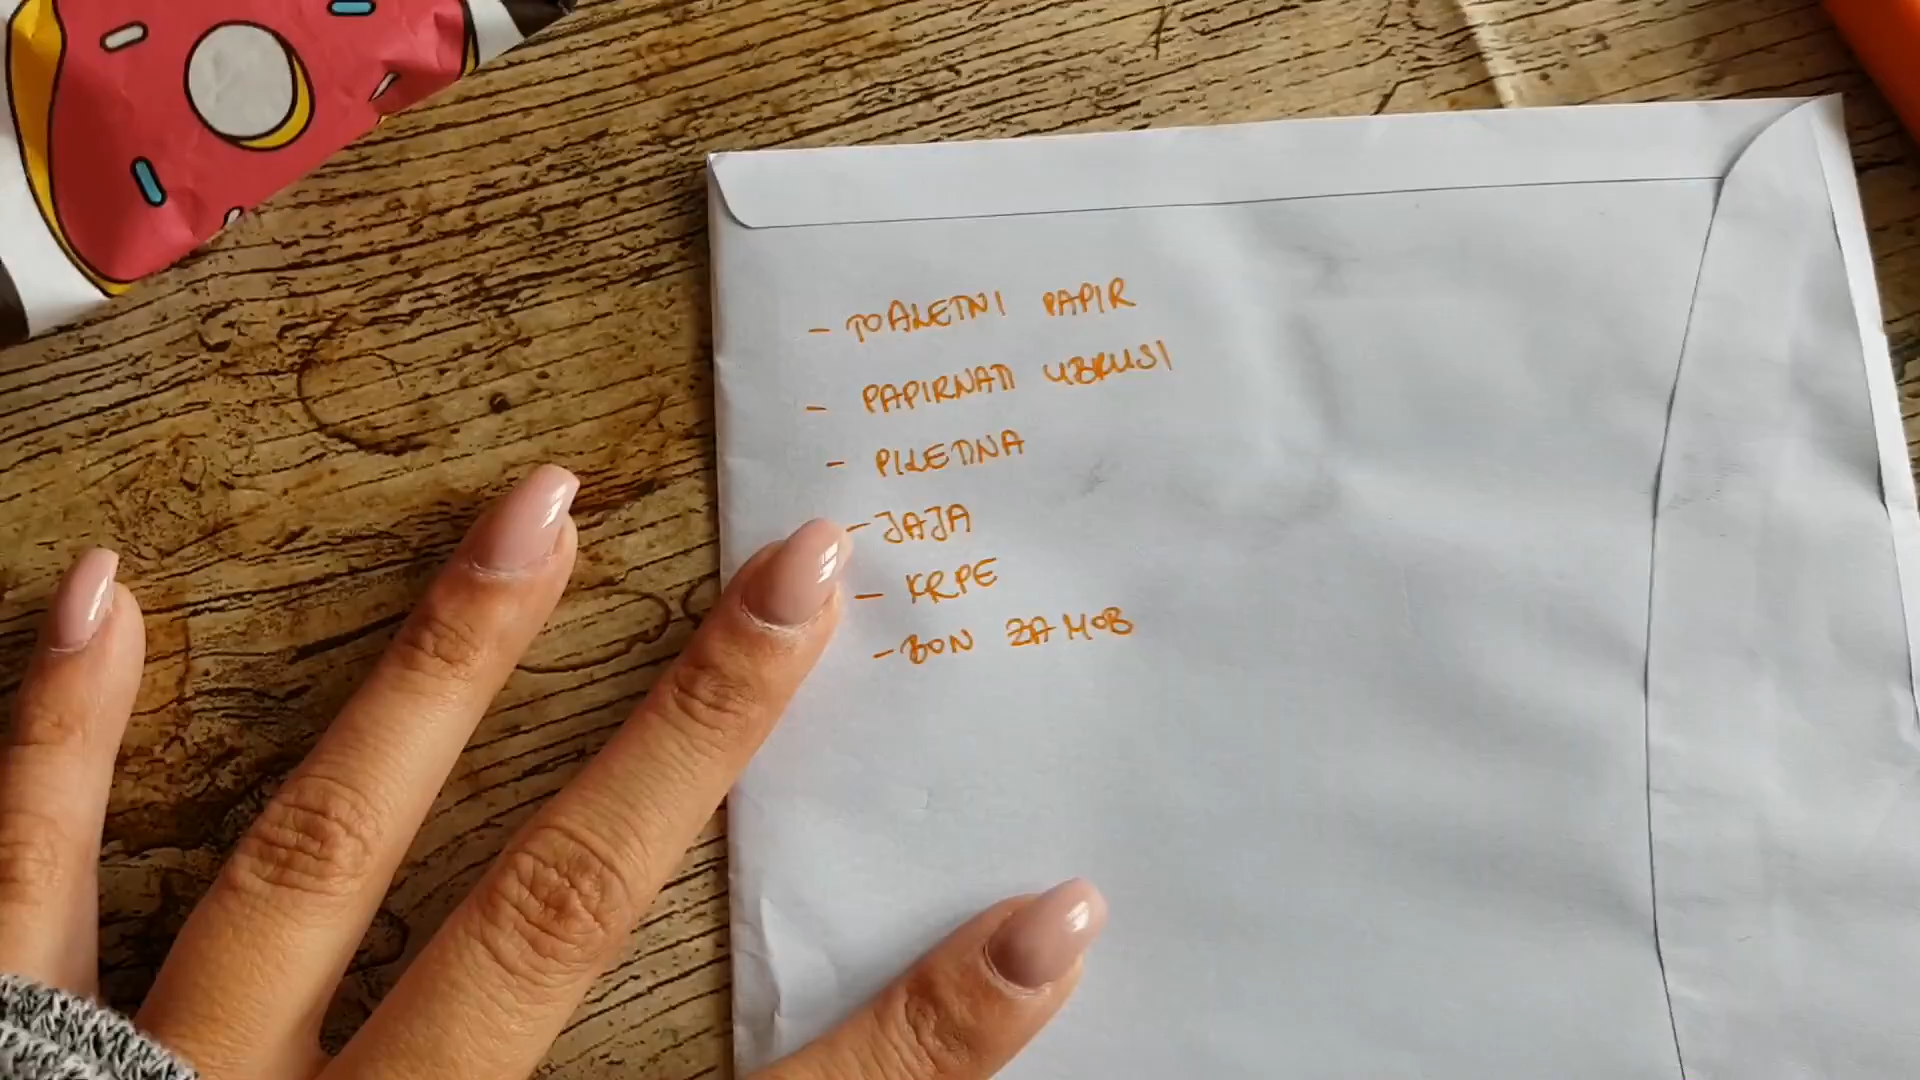 - TOALETNI PAPIR
- PAPIRNATI UBRUSI
- PILETINA
- JAJA
- KRPE
- BON ZA MOB